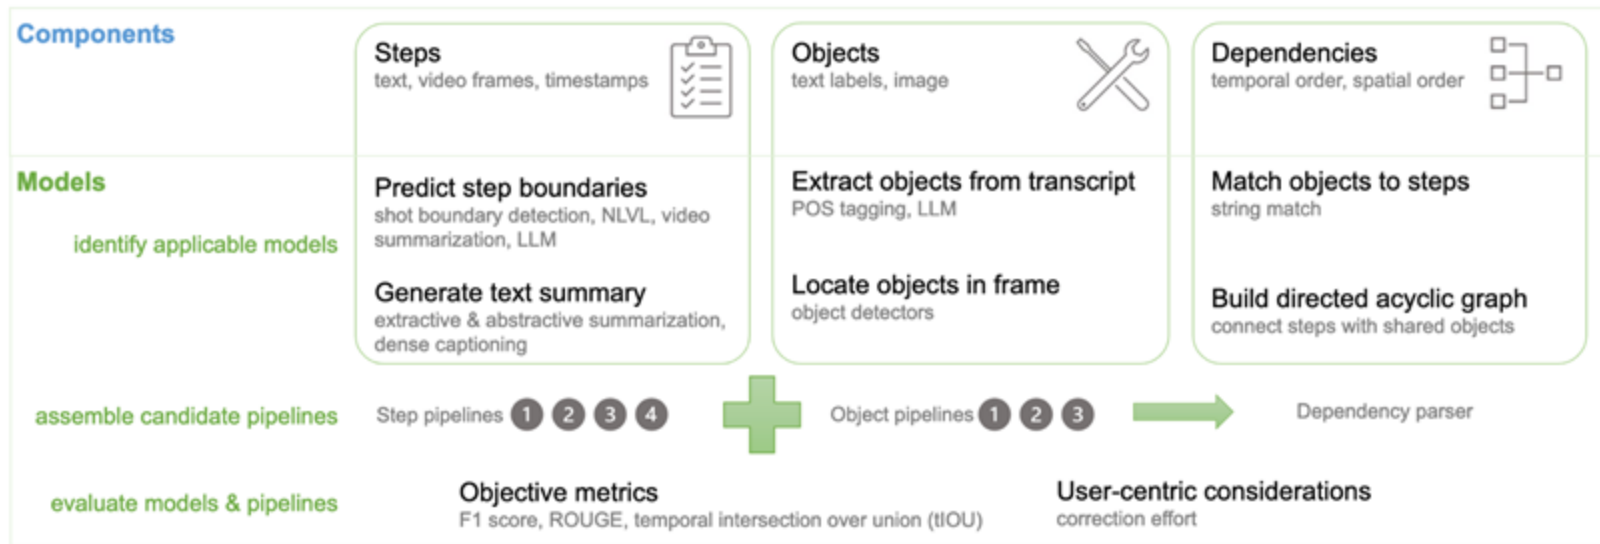 Components
Steps
text, video frames, timestamps
Objects
text labels, image
Dependencies
temporal order, spatial order
Models
identify applicable models
Predict step boundaries
shot boundary detection, NLVL, video
summarization, LLM
Generate text summary
extractive & abstractive summarization,
dense captioning
Extract objects from transcript
POS tagging, LLM
Locate objects in frame
object detectors
Match objects to steps
string match
Build directed acyclic graph
connect steps with shared objects
assemble candidate pipelines
Step pipelines 1 2 3 4
Object pipelines 1 2 3
Dependency parser
evaluate models & pipelines
Objective metrics
F1 score, ROUGE, temporal intersection over union (tIOU)
User-centric considerations
correction effort